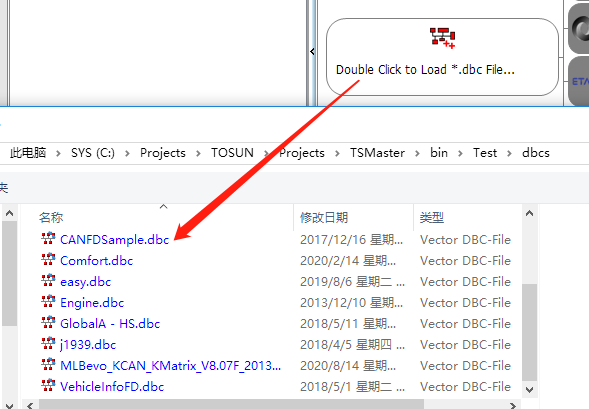 Double Click to Load *.dbc File...
ETA
此电脑 > SYS (C:) > Projects > TOSUN > Projects > TSMaster > bin > Test > dbcs
夹
名称 修改日期 类型
CANFDSample.dbc 2017/12/16 星期... Vector DBC-File
Comfort.dbc 2020/2/14 星期... Vector DBC-File
easy.dbc 2019/8/6 星期二 ... Vector DBC-File
Engine.dbc 2013/12/10 星期... Vector DBC-File
GlobalA - HS.dbc 2018/5/11 星期... Vector DBC-File
j1939.dbc 2018/4/5 星期四 ... Vector DBC-File
MLBevo_KCAN_KMatrix_V8.07F_2013... 2020/8/14 星期... Vector DBC-File
VehicleInfoFD.dbc 2018/5/1 星期二 ... Vector DBC-File